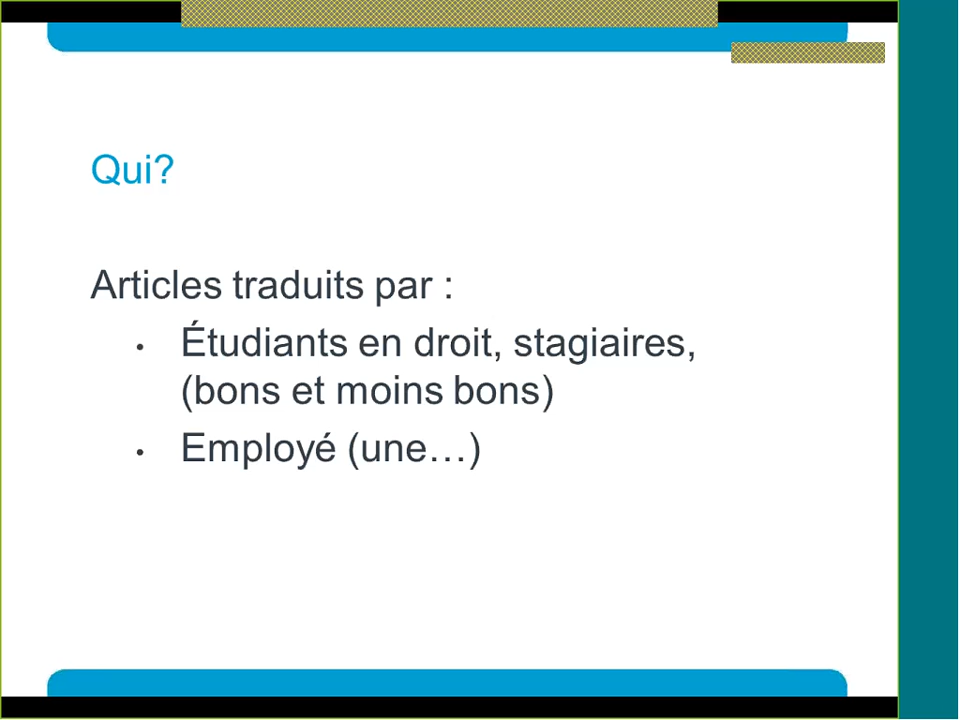 Qui?
Articles traduits par :
• Étudiants en droit, stagiaires,
(bons et moins bons)
• Employé (une…)